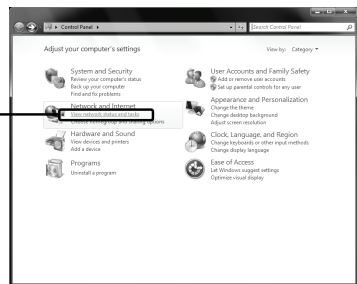 Control Panel
Search Control Panel
Adjust your computer's settings
View by: Category
System and Security
Review your computer's status
Back up your computer
Find and fix problems
Network and Internet
View network status and tasks
Choose homegroup and sharing options
Hardware and Sound
View devices and printers
Add a device
Programs
Uninstall a program
User Accounts and Family Safety
Add or remove user accounts
Set up parental controls for any user
Appearance and Personalization
Change the theme
Change desktop background
Adjust screen resolution
Clock, Language, and Region
Change keyboards or other input methods
Change display language
Ease of Access
Let Windows suggest settings
Optimize visual display